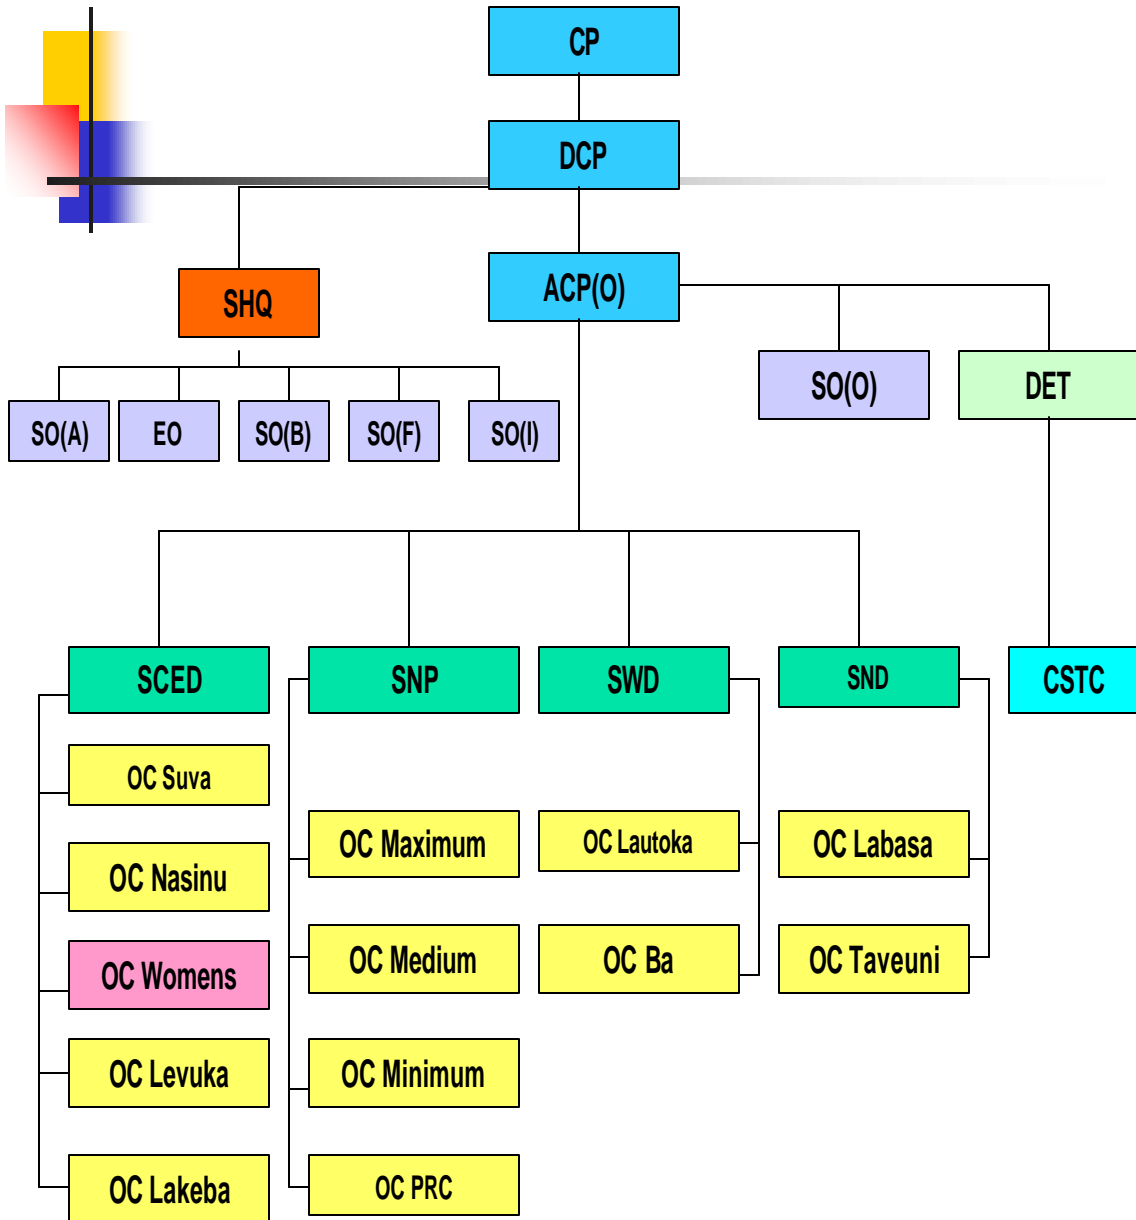 CP
DCP
SHQ
ACP(O)
SO(O)
DET
SO(A)
EO
SO(B)
SO(F)
SO(I)
SCED
SNP
SWD
SND
CSTC
OC Suva
OC Nasinu
OC Womens
OC Levuka
OC Lakeba
OC Maximum
OC Medium
OC Minimum
OC PRC
OC Lautoka
OC Ba
OC Labasa
OC Taveuni